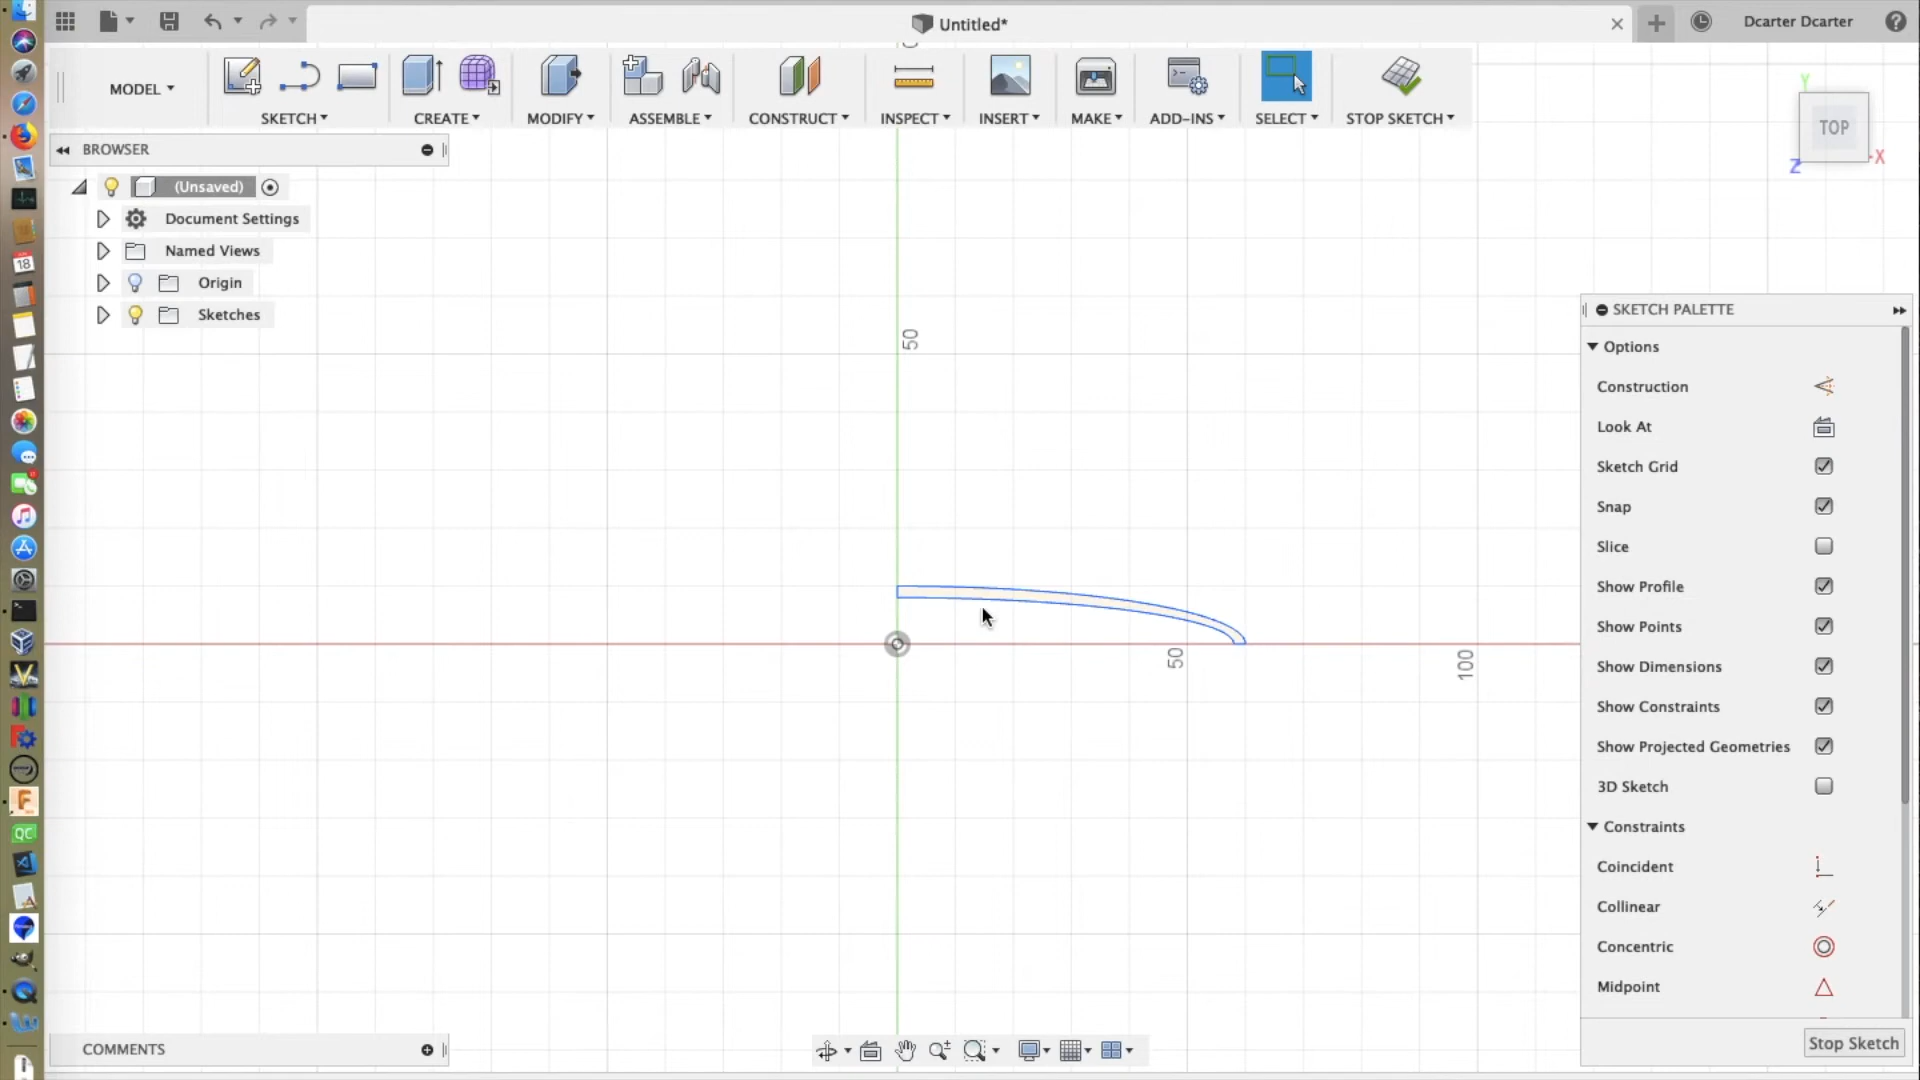 Untitled*
Dcarter Dcarter
MODEL
SKETCH
CREATE
MODIFY
ASSEMBLE
CONSTRUCT
INSPECT
INSERT
MAKE
ADD-INS
SELECT
STOP SKETCH
Y
TOP
X
Z
BROWSER
(Unsaved)
Document Settings
Named Views
Origin
Sketches
50
50
100
SKETCH PALETTE
Options
Construction
Look At
Sketch Grid
Snap
Slice
Show Profile
Show Points
Show Dimensions
Show Constraints
Show Projected Geometries
3D Sketch
Constraints
Coincident
Collinear
Concentric
Midpoint
Stop Sketch
COMMENTS
18
QC